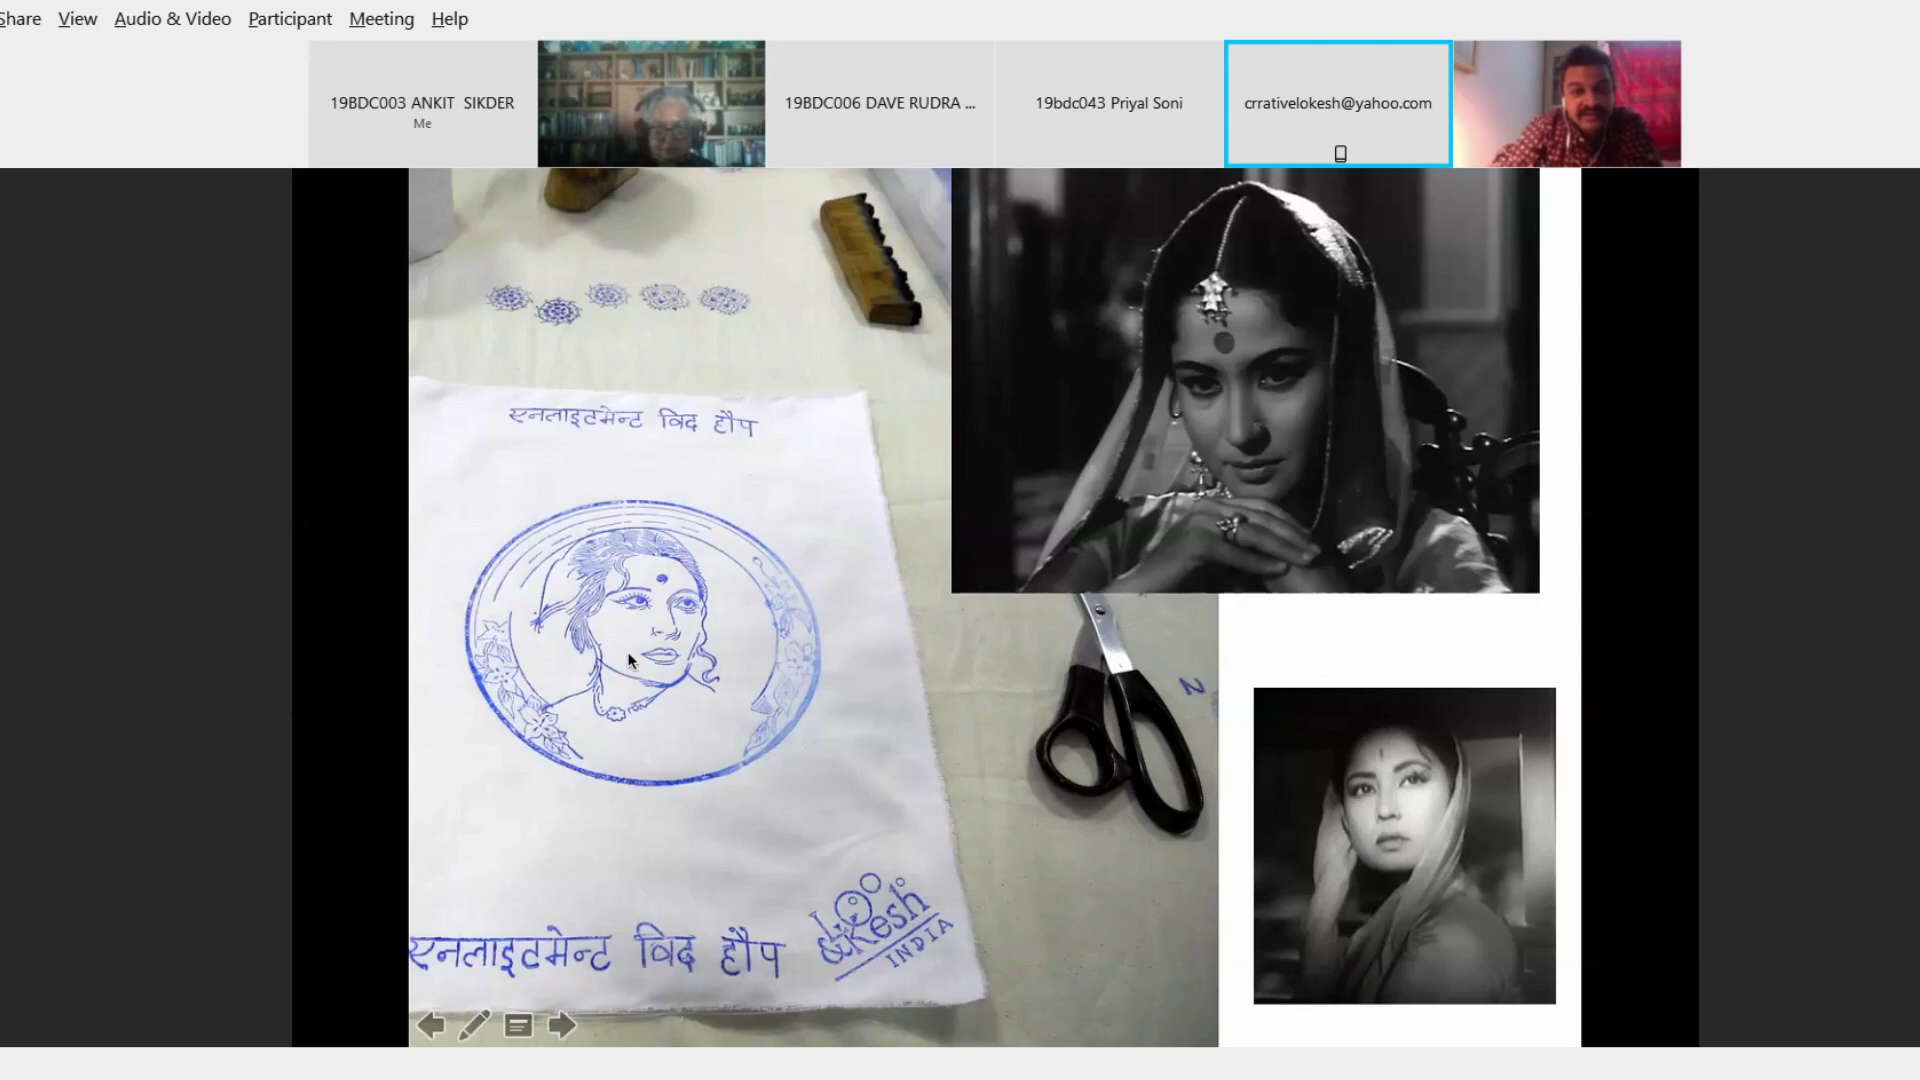 Share View Audio & Video Participant Meeting Help
19BDC003 ANKIT SIKDER
Me
19BDC006 DAVE RUDRA ...
19bdc043 Priyal Soni
crrativelokesh@yahoo.com
एनलाइटमेन्ट विद हौप
N
एनलाइटमेन्ट विद हौप
Lokesh
INDIA